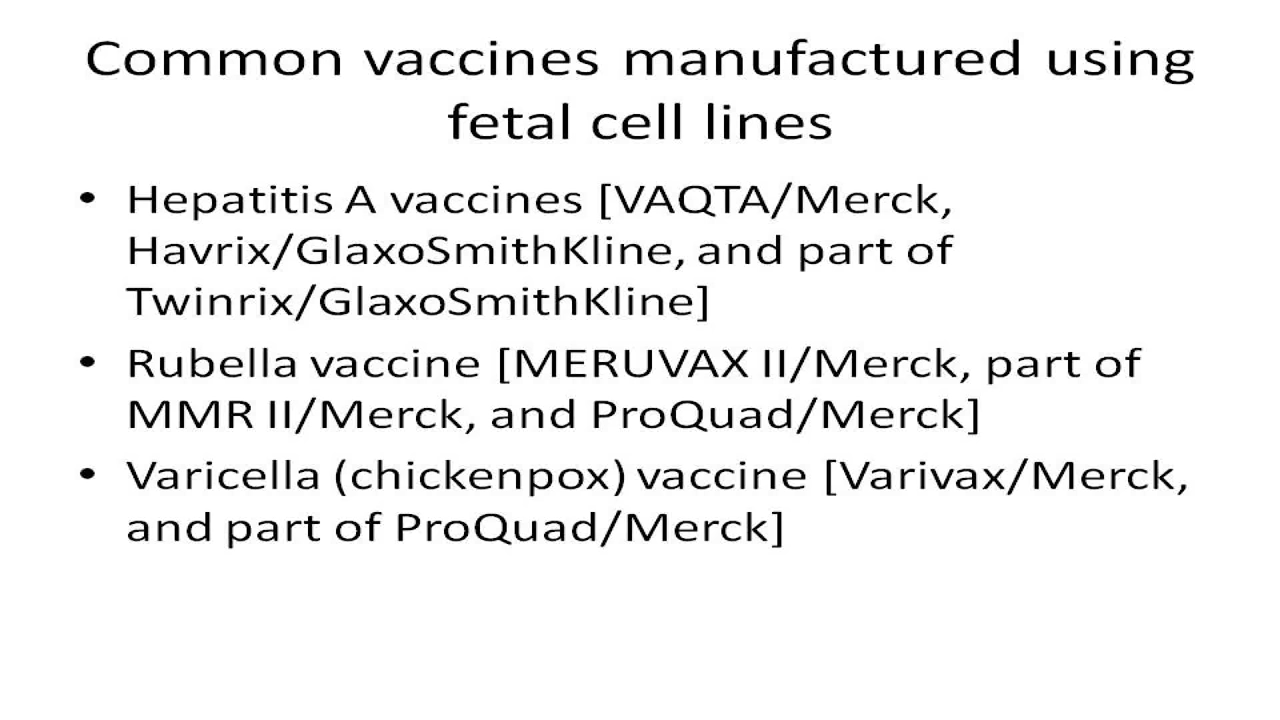 Common vaccines manufactured using
fetal cell lines
• Hepatitis A vaccines [VAQTA/Merck,
Havrix/GlaxoSmithKline, and part of
Twinrix/GlaxoSmithKline]
• Rubella vaccine [MERUVAX II/Merck, part of
MMR II/Merck, and ProQuad/Merck]
• Varicella (chickenpox) vaccine [Varivax/Merck,
and part of ProQuad/Merck]